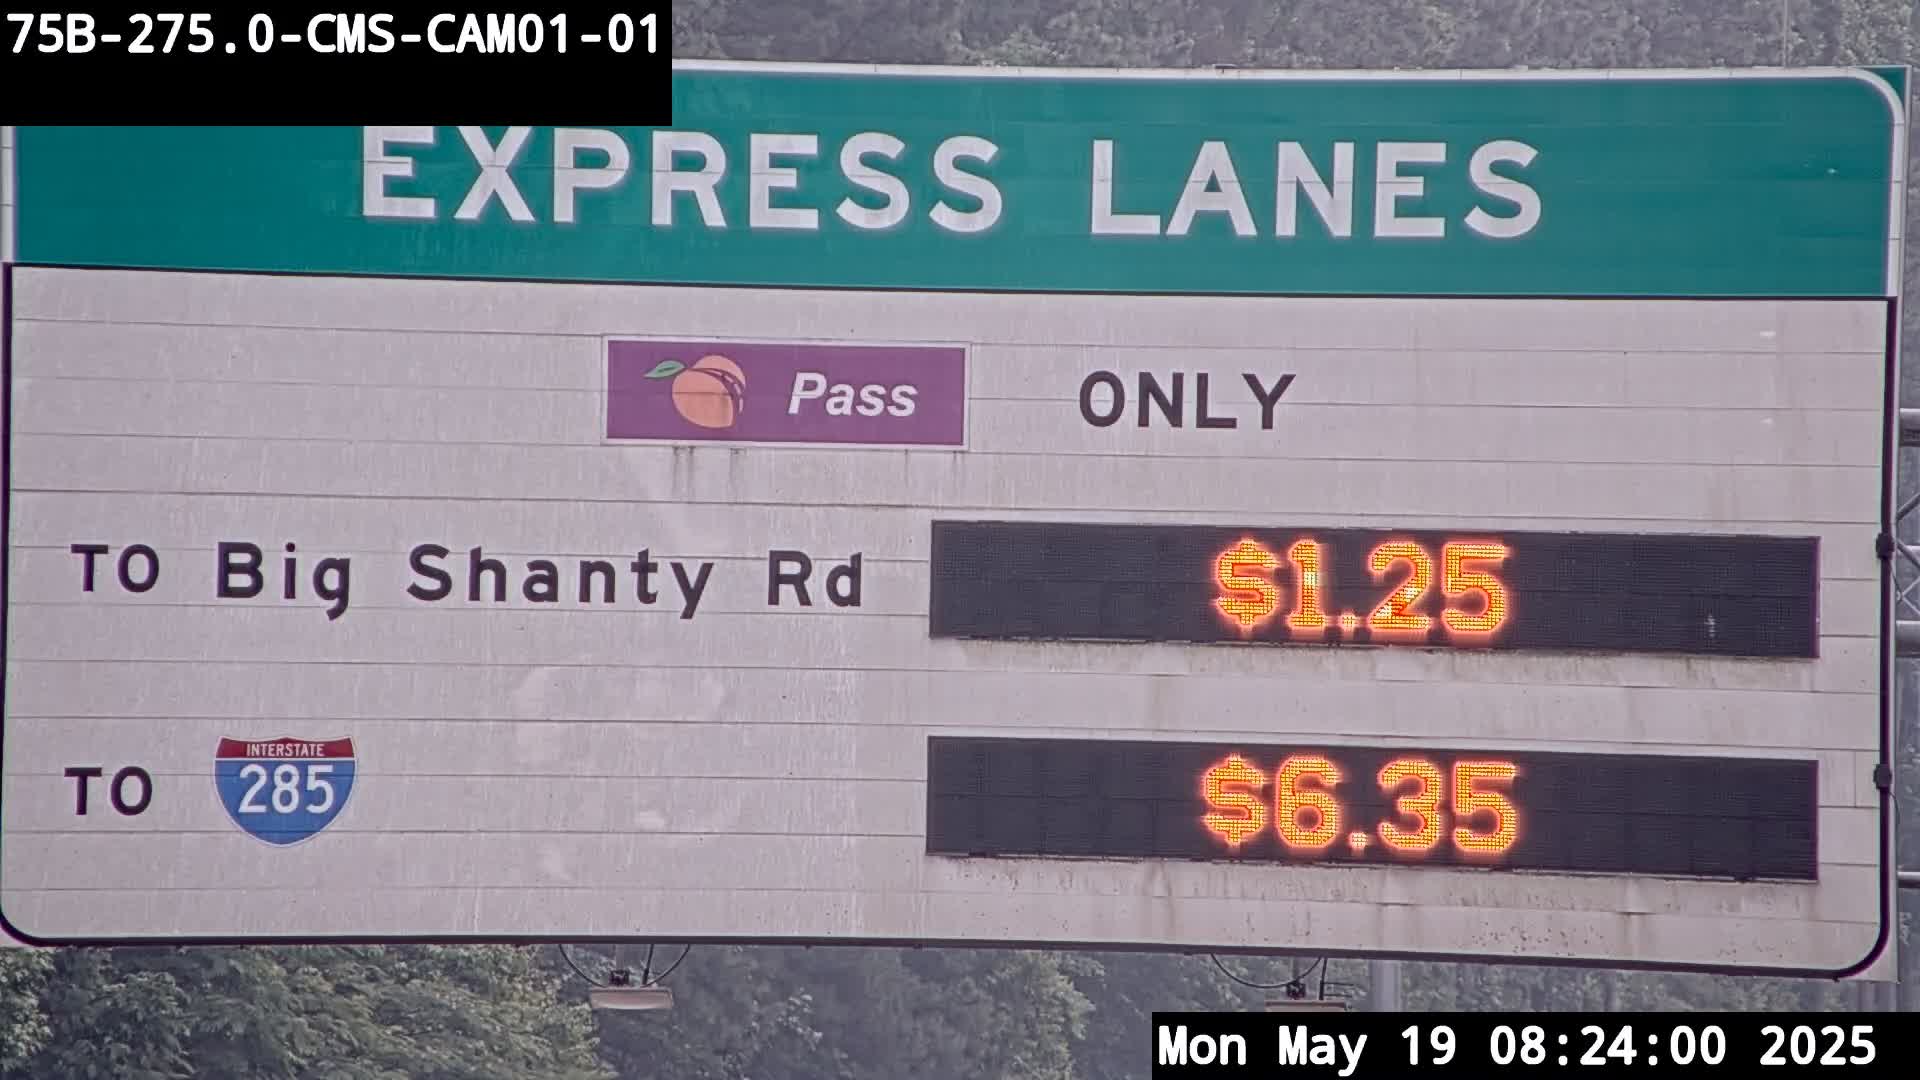 75B-275.0-CMS-CAM01-01
EXPRESS LANES
Pass ONLY
TO Big Shanty Rd $1.25
INTERSTATE
TO 285 $6.35
Mon May 19 08:24:00 2025